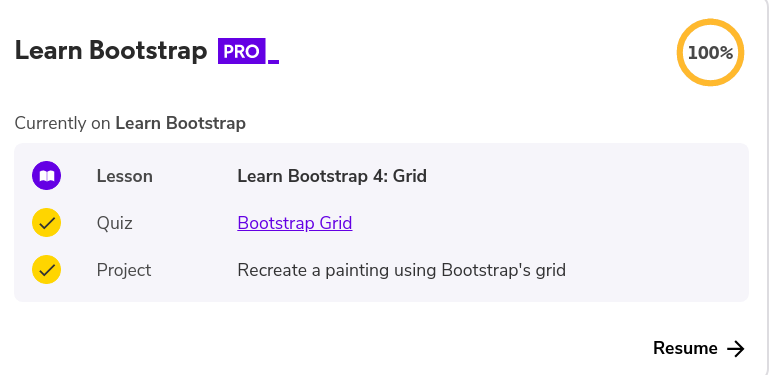 Learn Bootstrap PRO_
100%
Currently on Learn Bootstrap
Lesson Learn Bootstrap 4: Grid
Quiz Bootstrap Grid
Project Recreate a painting using Bootstrap's grid
Resume →